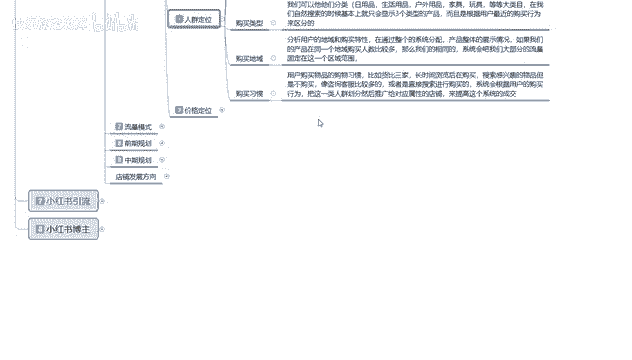 我们可以他他们分类（日用品、生活用品、户外用品、家具、玩具，等等大类目，在我
们自然搜索的时候基本上就只会显示3个类型的产品，而且是根据用户最近的购买行为
来区分的
人群定位
购买类型
分析用户的地域和购买特性，在通过整个的系统分配，产品整体的展示情况，如果我们
的产品在同一个地域购买人数比较多，那么我们的相同的，系统会吧我们大部分的流量
固定在这一个区域范围，
购买地域
用户购买物品的购物习惯，比如货比三家，长时间浏览后在购买，搜索感兴趣的物品但
是不购买，像咨询客服比较多的，或者是直接搜索进行购买的，系统会根据用户的购买
行为，把这一类人群划分然后推广给对应属性的店铺，来提高这个系统的成交
购买习惯
价格定位
2 流量模式
前期规划
中期规划
店铺发展方向
7 小红书引流
8 小红书博主